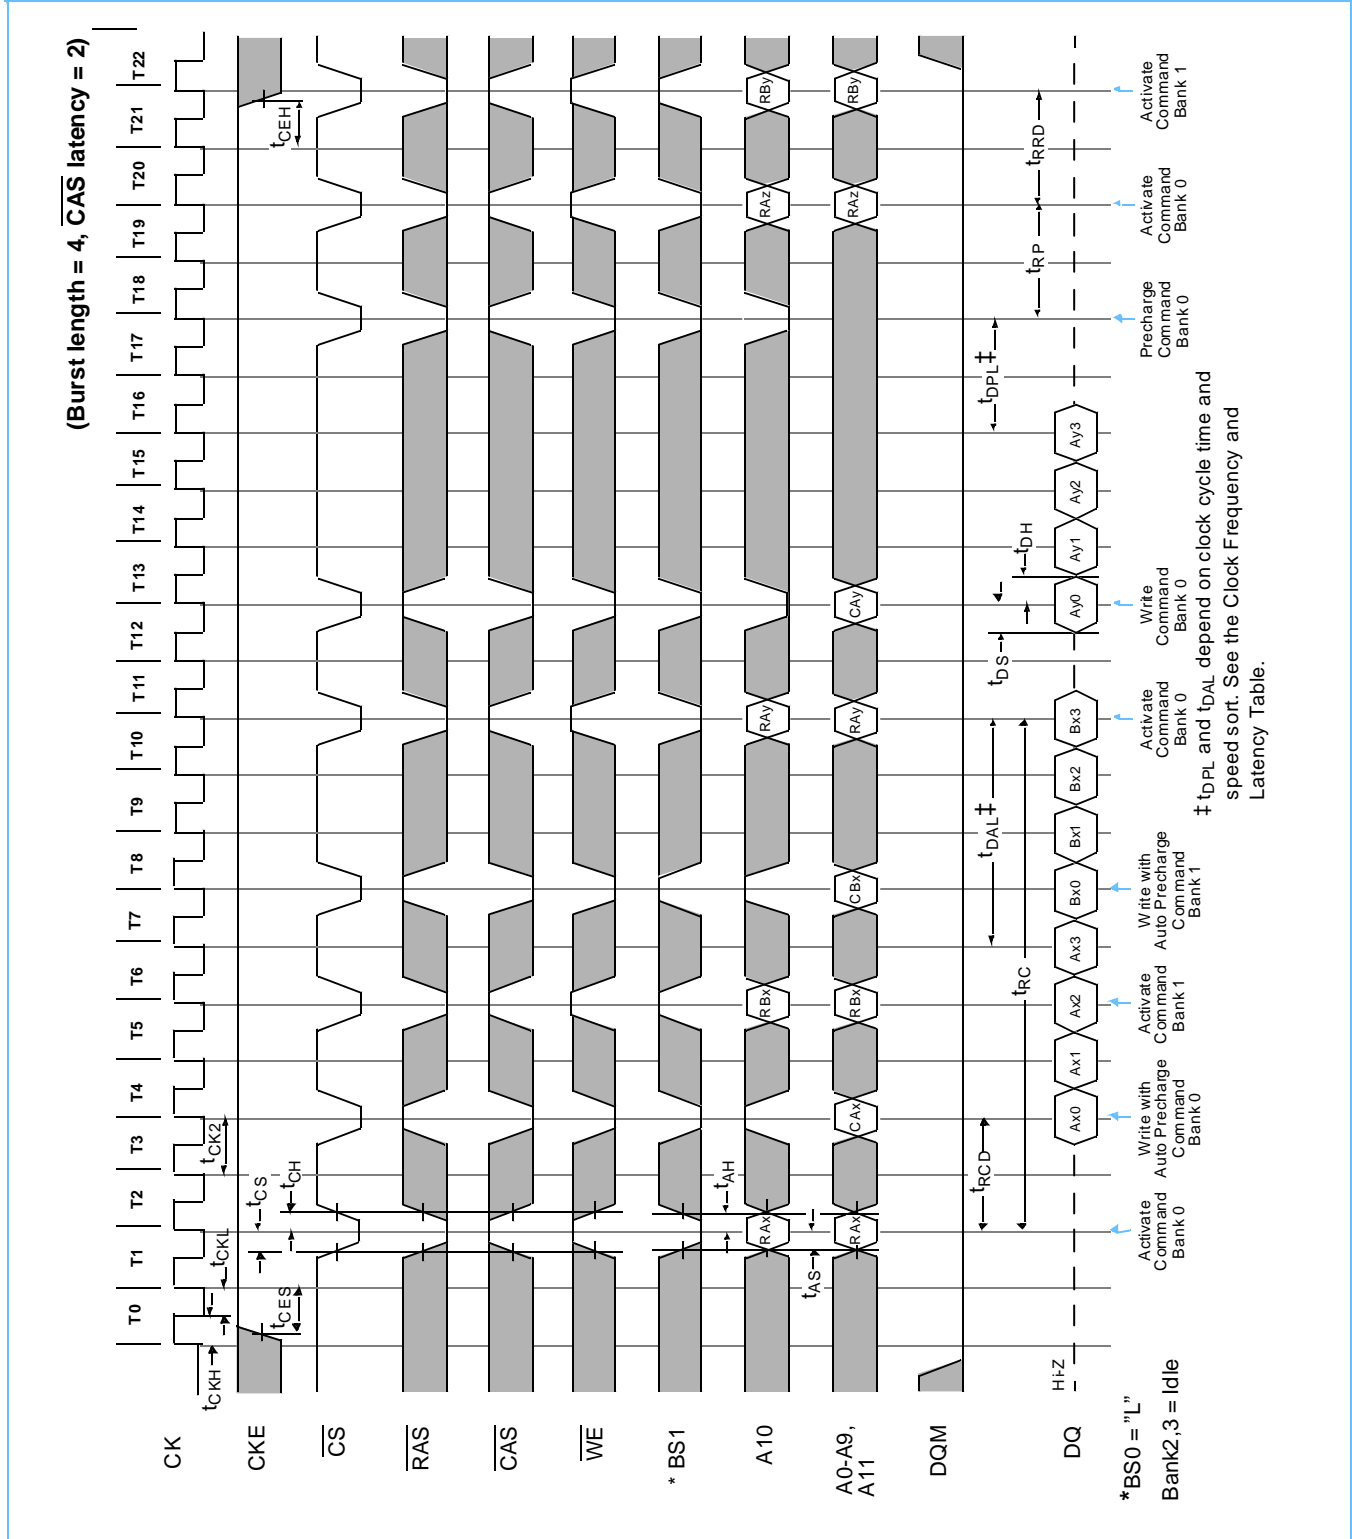 (Burst length = 4, CAS latency = 2)
T0 T1 T2 T3 T4 T5 T6 T7 T8 T9 T10 T11 T12 T13 T14 T15 T16 T17 T18 T19 T20 T21 T22
CK
tCKH
tCKL
tCK2
CKE
tCES
tCS
tCH
tCEH
CS
RAS
CAS
WE
* BS1
tAH
A10
RAx RBx RAy RAz RBy
tAS
A0-A9,
A11
RAx CAx RBx CBx RAy CAy RAz RBy
DQM
tRCD
tDAL‡
tDS
tDPL‡
tRC
tDH
tRP
tRRD
Hi-Z
DQ
Ax0 Ax1 Ax2 Ax3 Bx0 Bx1 Bx2 Bx3 Ay0 Ay1 Ay2 Ay3
*BS0 = ”L”
Bank2,3 = Idle
Activate
Command
Bank 0
Write with
Auto Precharge
Command
Bank 0
Activate
Command
Bank 1
Write with
Auto Precharge
Command
Bank 1
Activate
Command
Bank 0
Write
Command
Bank 0
Precharge
Command
Bank 0
Activate
Command
Bank 0
Activate
Command
Bank 1
‡ tDPL and tDAL depend on clock cycle time and
speed sort. See the Clock Frequency and
Latency Table.